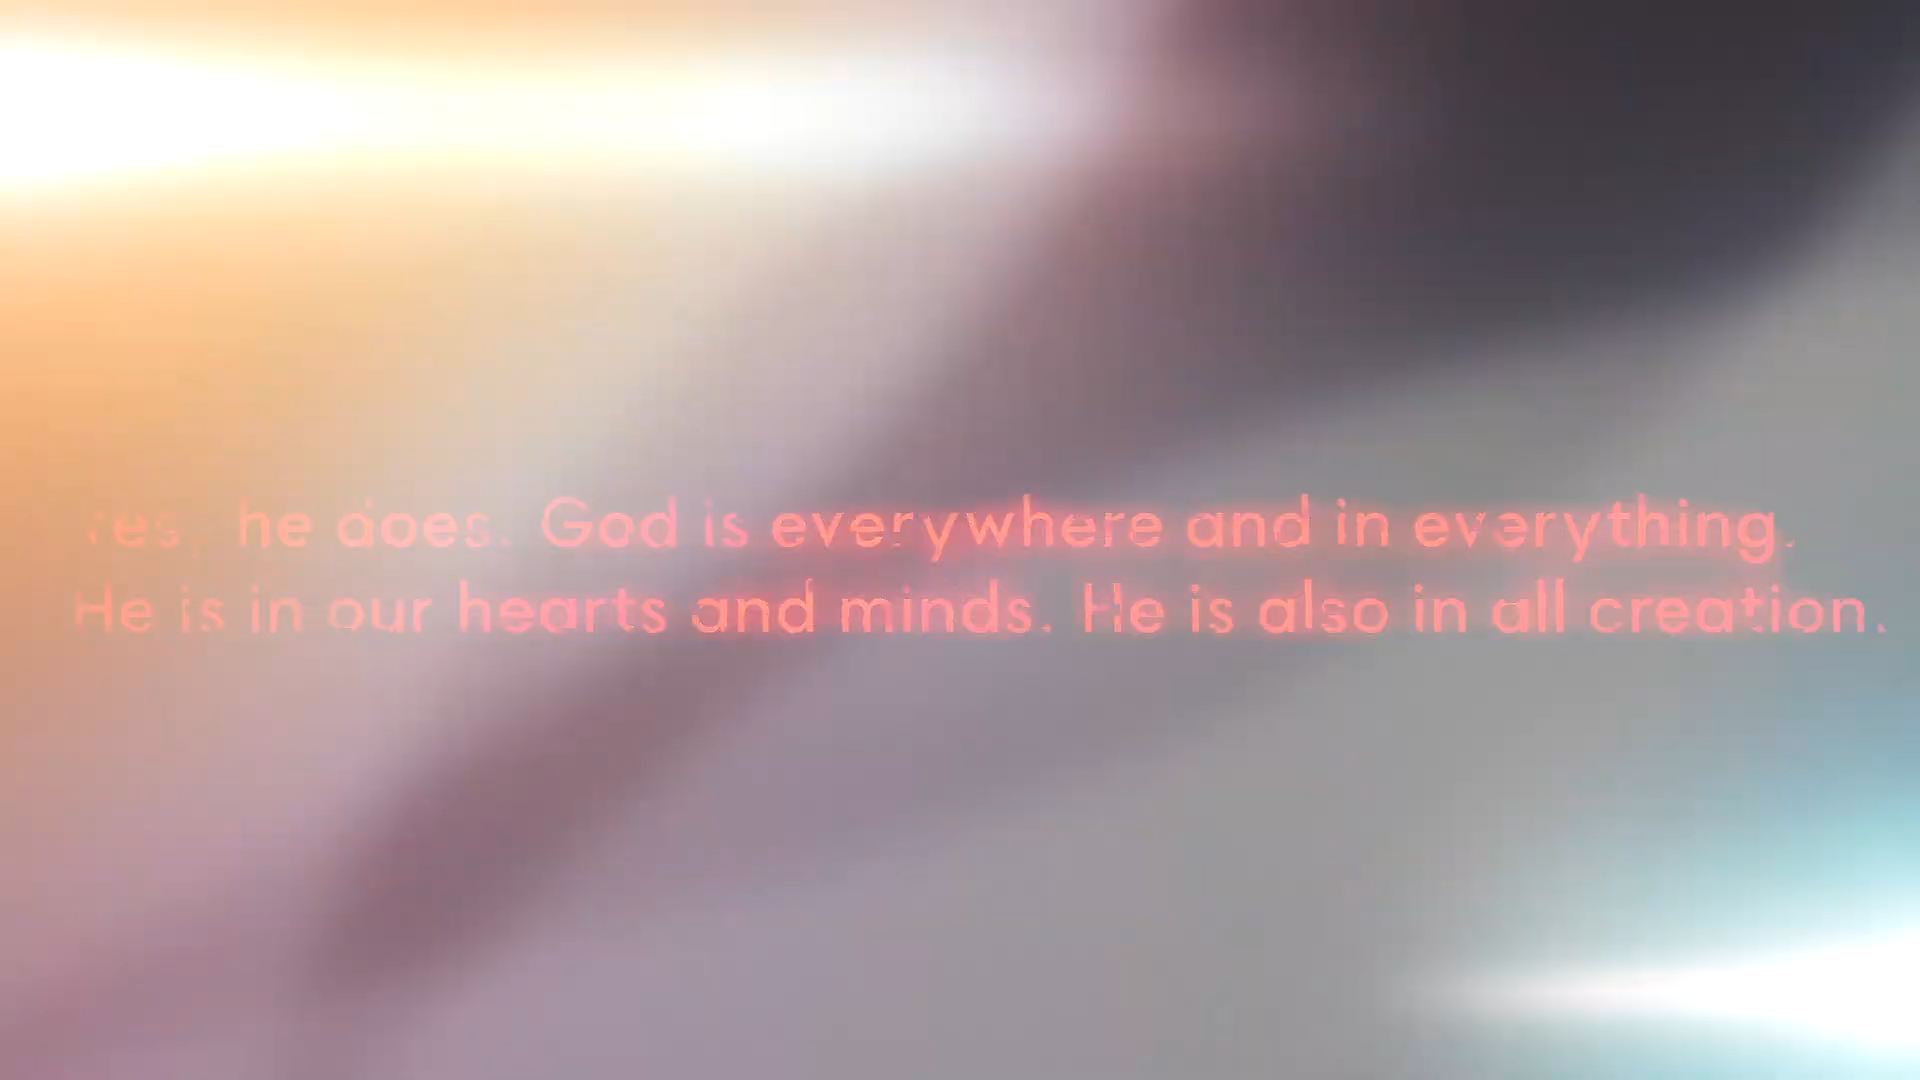 Yes, he does. God is everywhere and in everything.
He is in our hearts and minds. He is also in all creation.